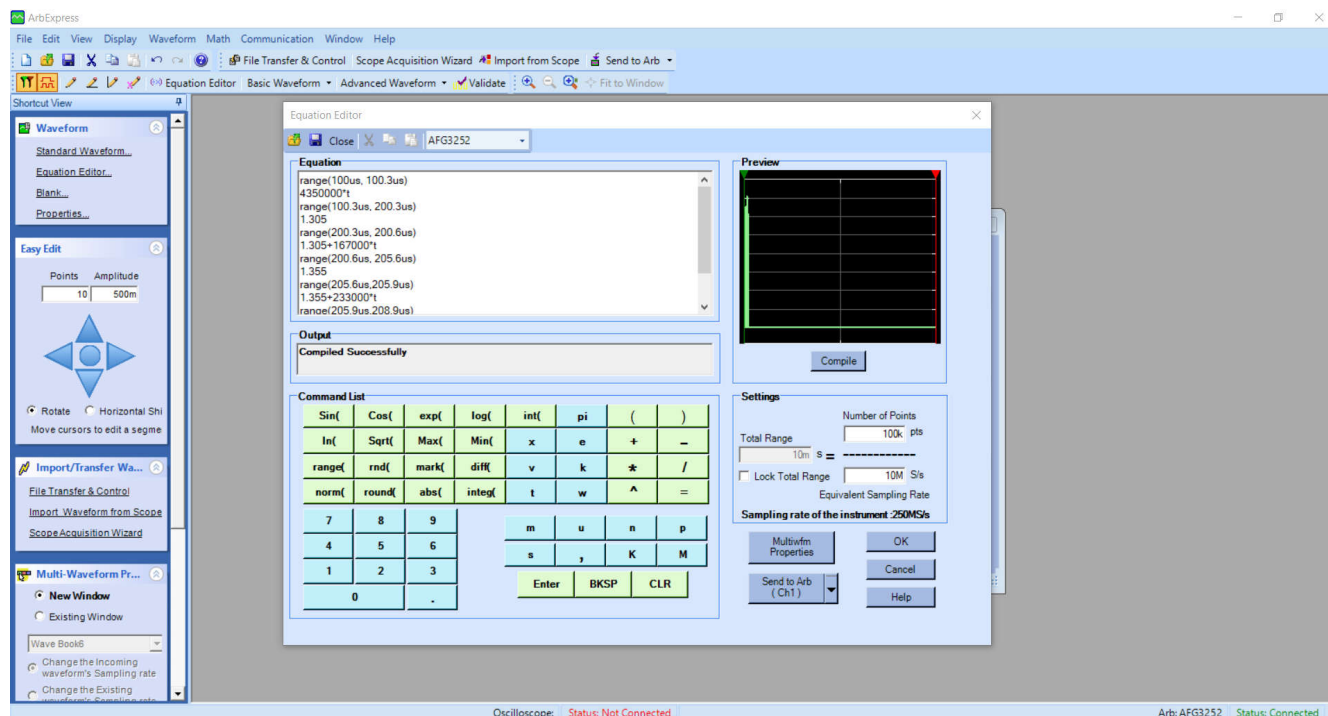 ArbExpress
File Edit View Display Waveform Math Communication Window Help
File Transfer & Control Scope Acquisition Wizard Import from Scope Send to Arb
Equation Editor Basic Waveform Advanced Waveform Validate Fit to Window
Shortcut View
Waveform
Standard Waveform...
Equation Editor...
Blank...
Properties...
Easy Edit
Points Amplitude
10 500m
Rotate Horizontal Shi
Move cursors to edit a segme
Import/Transfer Wa...
File Transfer & Control
Import Waveform from Scope
Scope Acquisition Wizard
Multi-Waveform Pr...
New Window
Existing Window
Wave Book6
Change the Incoming
waveform's Sampling rate
Change the Existing
waveform's Sampling rate
Equation Editor
Close AFG3252
Equation
range(100us, 100.3us)
4350000*t
range(100.3us, 200.3us)
1.305
range(200.3us, 200.6us)
1.305+167000*t
range(200.6us, 205.6us)
1.355
range(205.6us,205.9us)
1.355+233000*t
range(205.9us,208.9us)
Output
Compiled Successfully
Command List
Sin( Cos( exp( log( int( pi ( )
ln( Sqrt( Max( Min( x e + -
range( rnd( mark( diff( v k * /
norm( round( abs( integ( t w ^ =
7 8 9
4 5 6
1 2 3
0 .
m u n p
s , K M
Enter BKSP CLR
Preview
Compile
Settings
Number of Points
100k pts
Total Range
10m s = ------------
Lock Total Range 10M S/s
Equivalent Sampling Rate
Sampling rate of the instrument :250MS/s
Multiwfm
Properties
OK
Cancel
Send to Arb
( Ch1 )
Help
Oscilloscope: Status: Not Connected Arb: AFG3252 Status: Connected